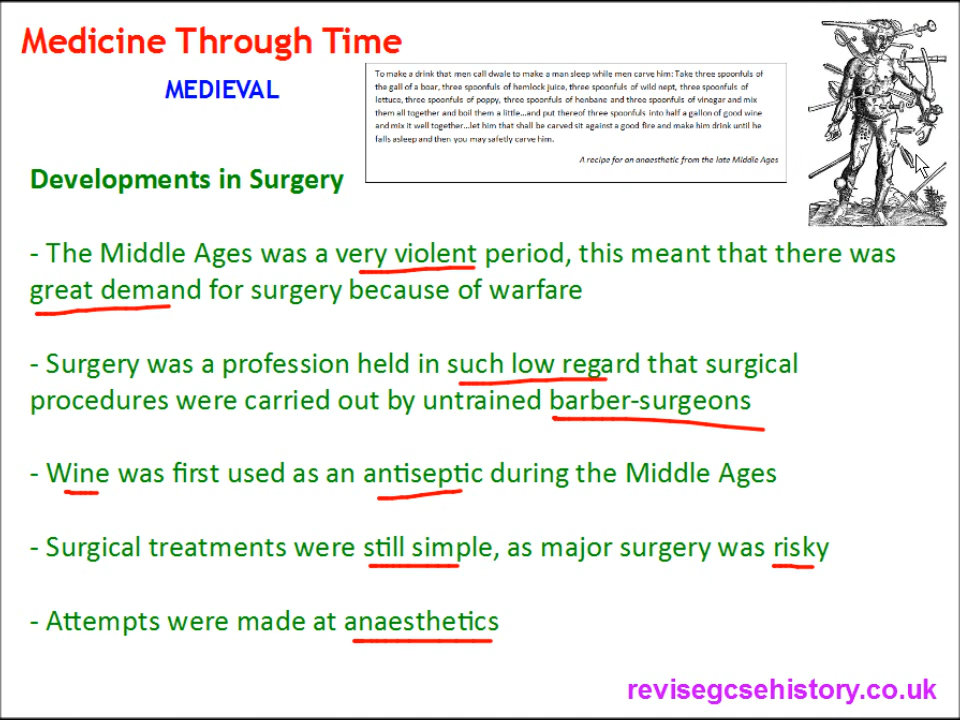 Medicine Through Time
MEDIEVAL
To make a drink that men call dwale to make a man sleep while men carve him: Take three spoonfuls of
the gall of a boar, three spoonfuls of hemlock juice, three spoonfuls of wild nept, three spoonfuls of
lettuce, three spoonfuls of poppy, three spoonfuls of henbane and three spoonfuls of vinegar and mix
them all together and boil them a little...and put thereof three spoonfuls into half a gallon of good wine
and mix it well together...let him that shall be carved sit against a good fire and make him drink until he
falls asleep and then you may safetly carve him.
A recipe for an anaesthetic from the late Middle Ages
Developments in Surgery
- The Middle Ages was a very violent period, this meant that there was
great demand for surgery because of warfare
- Surgery was a profession held in such low regard that surgical
procedures were carried out by untrained barber-surgeons
- Wine was first used as an antiseptic during the Middle Ages
- Surgical treatments were still simple, as major surgery was risky
- Attempts were made at anaesthetics
revisegcsehistory.co.uk